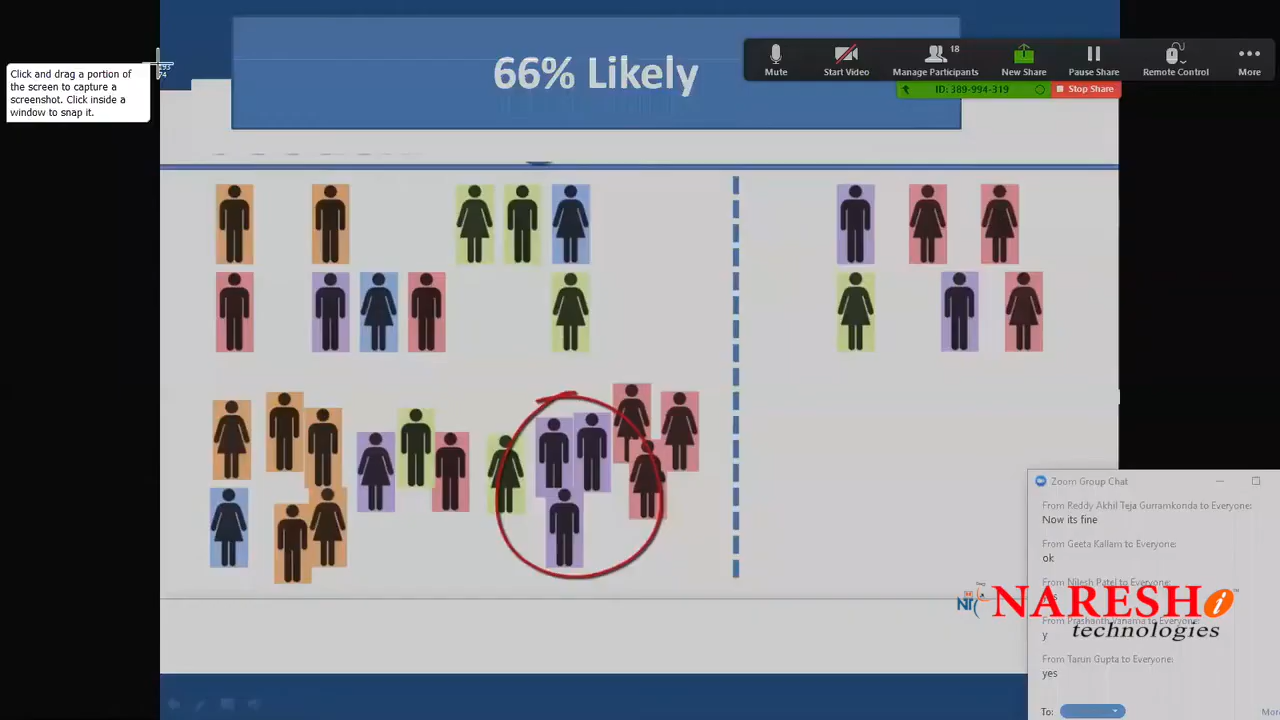 66% Likely
Click and drag a portion of
the screen to capture a
screenshot. Click inside a
window to snap it.
Mute
Start Video
18
Manage Participants
New Share
Pause Share
Remote Control
More
ID: 389-994-319
Stop Share
Zoom Group Chat
From Reddy Akhil Teja Gurramkonda to Everyone:
Now its fine
From Geeta Kallam to Everyone:
ok
From Nilesh Patel to Everyone:
yes
From Prashanth Vanama to Everyone:
y
From Tarun Gupta to Everyone:
yes
To:
NARESH i
technologies